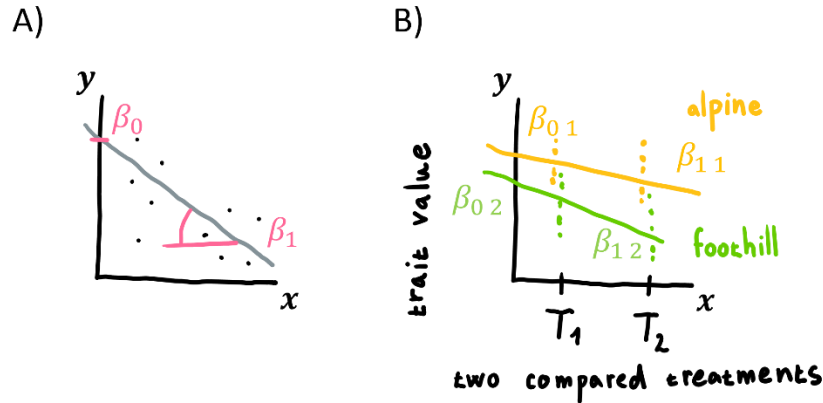 A)
y
β₀
β₁
x
B)
y
alpine
β₀ ₁
β₁ ₁
trait value
β₀ ₂
β₁ ₂
foothill
x
T₁
T₂
two compared treatments